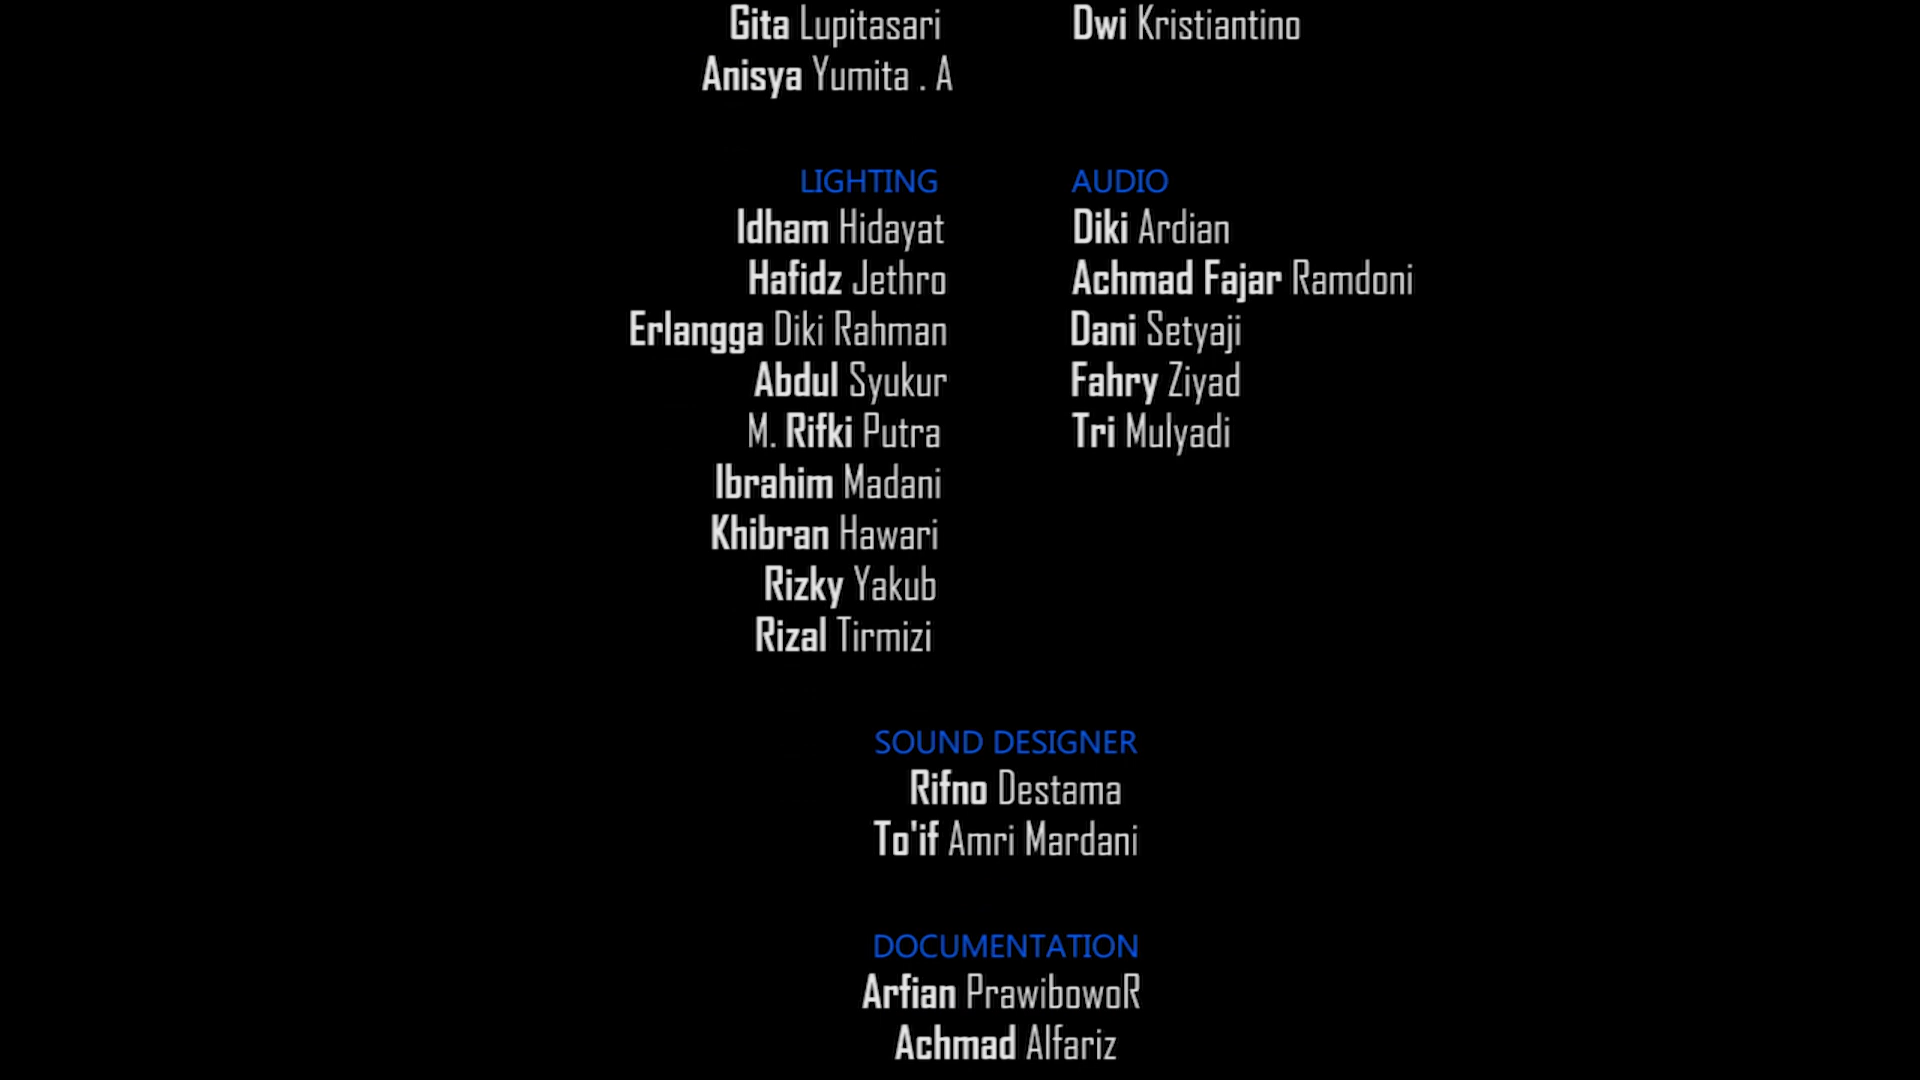 Gita Lupitasari
Anisya Yumita . A
Dwi Kristiantino
LIGHTING
Idham Hidayat
Hafidz Jethro
Erlangga Diki Rahman
Abdul Syukur
M. Rifki Putra
Ibrahim Madani
Khibran Hawari
Rizky Yakub
Rizal Tirmizi
AUDIO
Diki Ardian
Achmad Fajar Ramdoni
Dani Setyaji
Fahry Ziyad
Tri Mulyadi
SOUND DESIGNER
Rifno Destama
To'if Amri Mardani
DOCUMENTATION
Arfian PrawibowoR
Achmad Alfariz